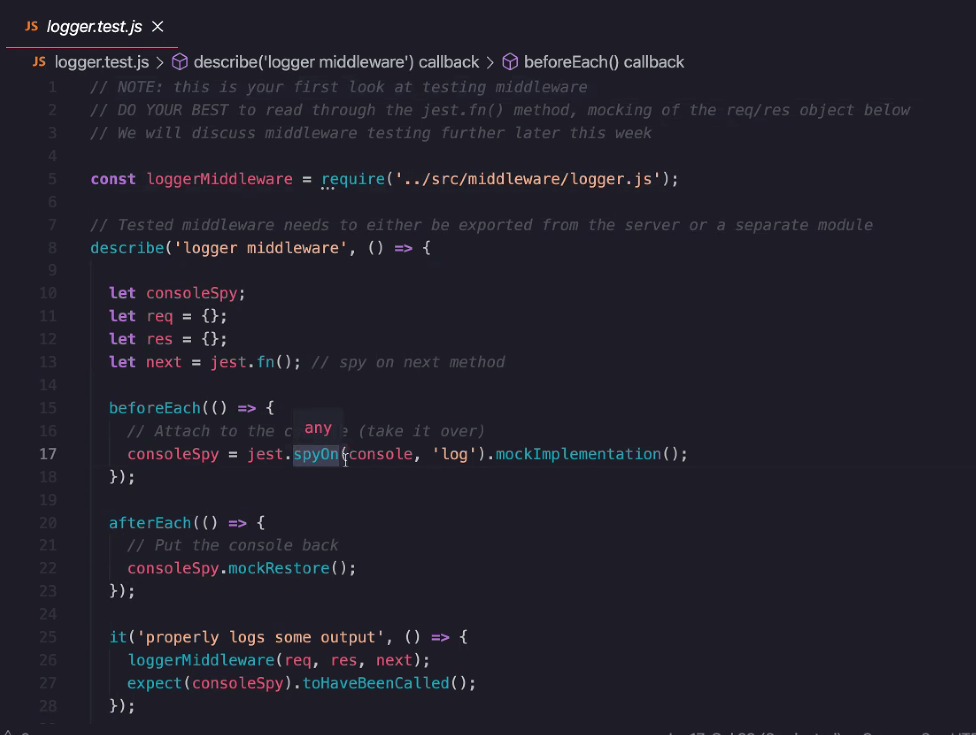 JS logger.test.js ×
JS logger.test.js > describe('logger middleware') callback > beforeEach() callback
1 // NOTE: this is your first look at testing middleware
2 // DO YOUR BEST to read through the jest.fn() method, mocking of the req/res object below
3 // We will discuss middleware testing further later this week
4
5 const loggerMiddleware = require('../src/middleware/logger.js');
6
7 // Tested middleware needs to either be exported from the server or a separate module
8 describe('logger middleware', () => {
9
10 let consoleSpy;
11 let req = {};
12 let res = {};
13 let next = jest.fn(); // spy on next method
14
15 beforeEach(() => {
any
16 // Attach to the c e (take it over)
17 consoleSpy = jest.spyOn(console, 'log').mockImplementation();
18 });
19
20 afterEach(() => {
21 // Put the console back
22 consoleSpy.mockRestore();
23 });
24
25 it('properly logs some output', () => {
26 loggerMiddleware(req, res, next);
27 expect(consoleSpy).toHaveBeenCalled();
28 });